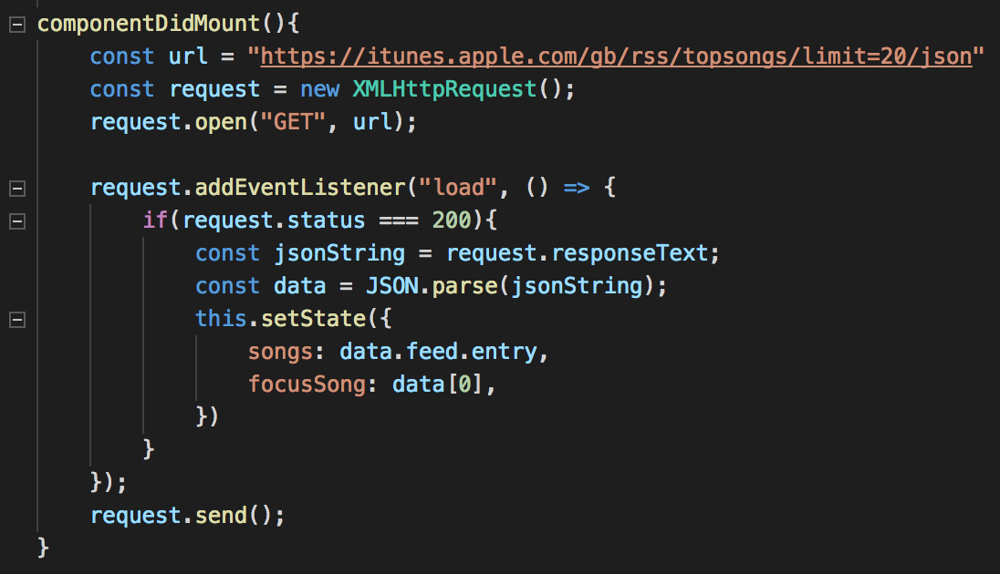 componentDidMount(){
    const url = "https://itunes.apple.com/gb/rss/topsongs/limit=20/json"
    const request = new XMLHttpRequest();
    request.open("GET", url);

    request.addEventListener("load", () => {
        if(request.status === 200){
            const jsonString = request.responseText;
            const data = JSON.parse(jsonString);
            this.setState({
                songs: data.feed.entry,
                focusSong: data[0],
            })
        }
    });
    request.send();
}